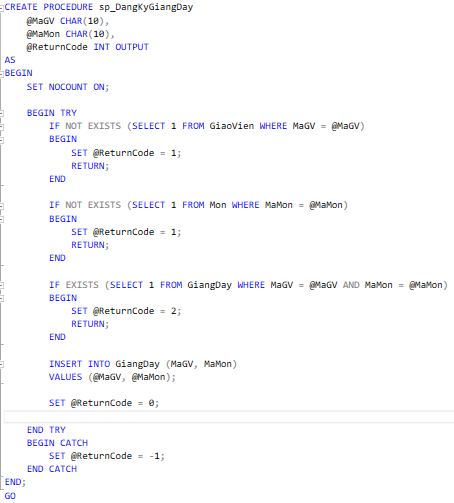 CREATE PROCEDURE sp_DangKyGiangDay
    @MaGV CHAR(10),
    @MaMon CHAR(10),
    @ReturnCode INT OUTPUT
AS
BEGIN
    SET NOCOUNT ON;
    BEGIN TRY
        IF NOT EXISTS (SELECT 1 FROM GiaoVien WHERE MaGV = @MaGV)
        BEGIN
            SET @ReturnCode = 1;
            RETURN;
        END
        IF NOT EXISTS (SELECT 1 FROM Mon WHERE MaMon = @MaMon)
        BEGIN
            SET @ReturnCode = 1;
            RETURN;
        END
        IF EXISTS (SELECT 1 FROM GiangDay WHERE MaGV = @MaGV AND MaMon = @MaMon)
        BEGIN
            SET @ReturnCode = 2;
            RETURN;
        END
        INSERT INTO GiangDay (MaGV, MaMon)
        VALUES (@MaGV, @MaMon);
        SET @ReturnCode = 0;
    END TRY
    BEGIN CATCH
        SET @ReturnCode = -1;
    END CATCH
END;
GO